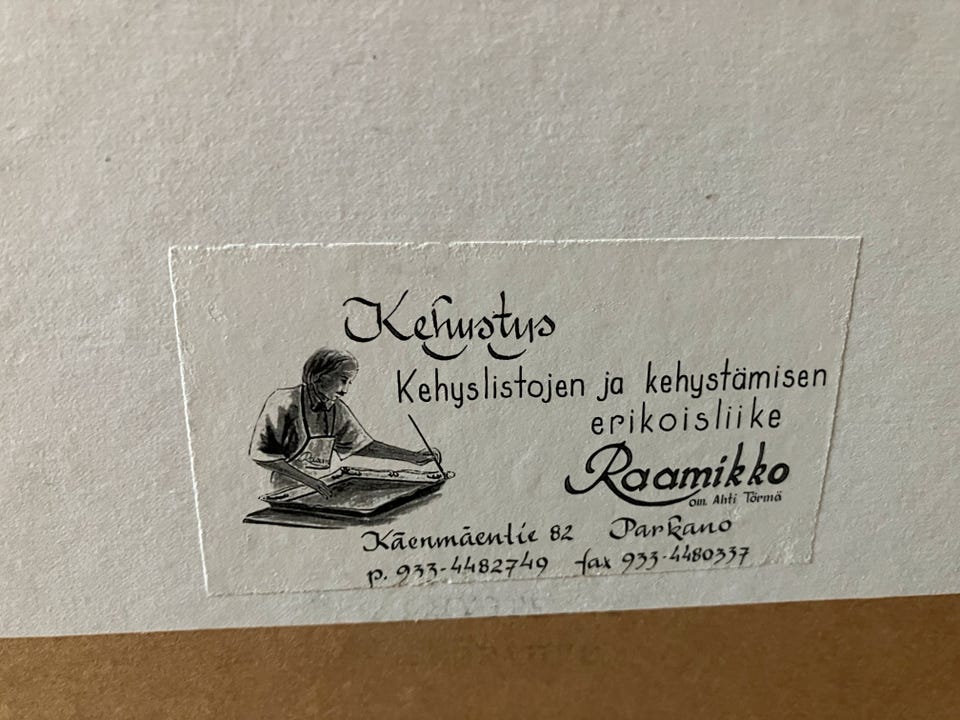 Kehystys
Kehyslistojen ja kehystämisen
erikoisliike
Raamikko
om. Ahti Törmä
Käenmäentie 82 Parkano
p. 933-4482749 fax 933-4480337